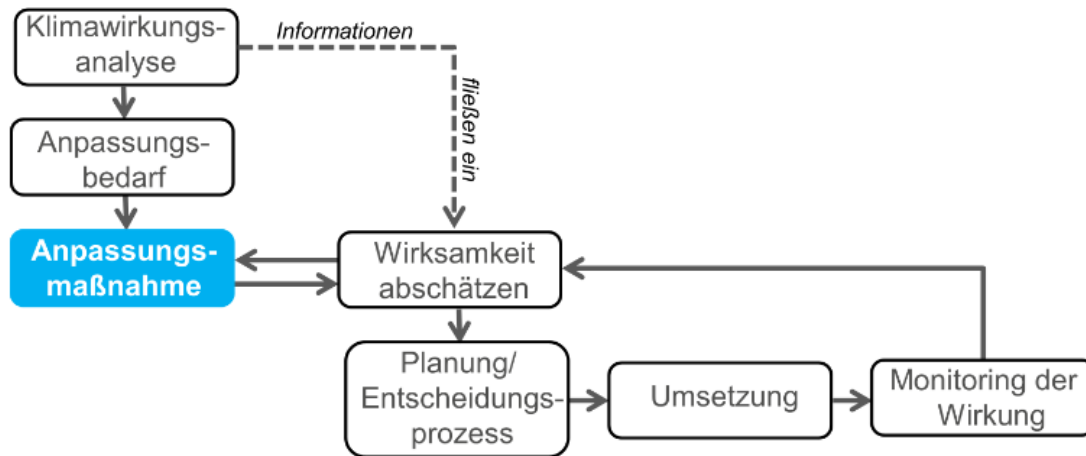 Klimawirkungs-
analyse
Informationen
fließen ein
Anpassungs-
bedarf
Anpassungs-
maßnahme
Wirksamkeit
abschätzen
Planung/
Entscheidungs-
prozess
Umsetzung
Monitoring der
Wirkung